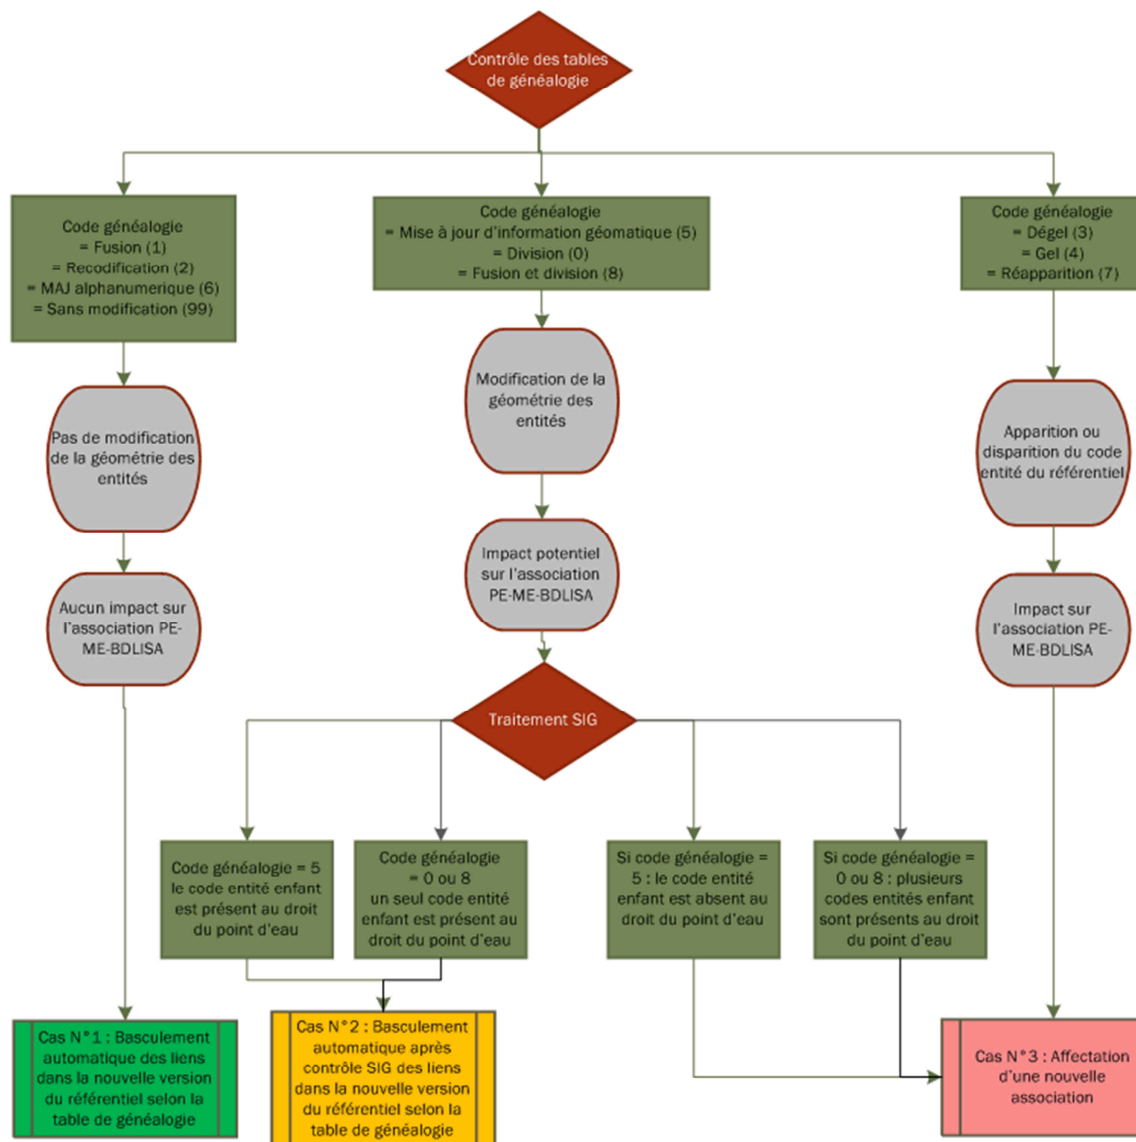 Contrôle des tables
de généalogie
Code généalogie
= Fusion (1)
= Recodification (2)
= MAJ alphanumerique (6)
= Sans modification (99)
Code généalogie
= Mise à jour d'information géomatique (5)
= Division (0)
= Fusion et division (8)
Code généalogie
= Dégel (3)
= Gel (4)
= Réapparition (7)
Pas de modification
de la géométrie des
entités
Modification de la
géométrie des
entités
Apparition ou
disparition du code
entité du référentiel
Aucun impact sur
l'association PE-
ME-BDLISA
Impact potentiel
sur l'association
PE-ME-BDLISA
Impact sur
l'association PE-
ME-BDLISA
Traitement SIG
Code généalogie = 5
le code entité enfant
est présent au droit
du point d'eau
Code généalogie
= 0 ou 8
un seul code entité
enfant est présent au
droit du point d'eau
Si code généalogie =
5 : le code entité
enfant est absent au
droit du point d'eau
Si code généalogie =
0 ou 8 : plusieurs
codes entités enfant
sont présents au droit
du point d'eau
Cas N°1 : Basculement
automatique des liens
dans la nouvelle version
du référentiel selon la
table de généalogie
Cas N°2 : Basculement
automatique après
contrôle SIG des liens
dans la nouvelle version
du référentiel selon la
table de généalogie
Cas N°3 : Affectation
d'une nouvelle
association